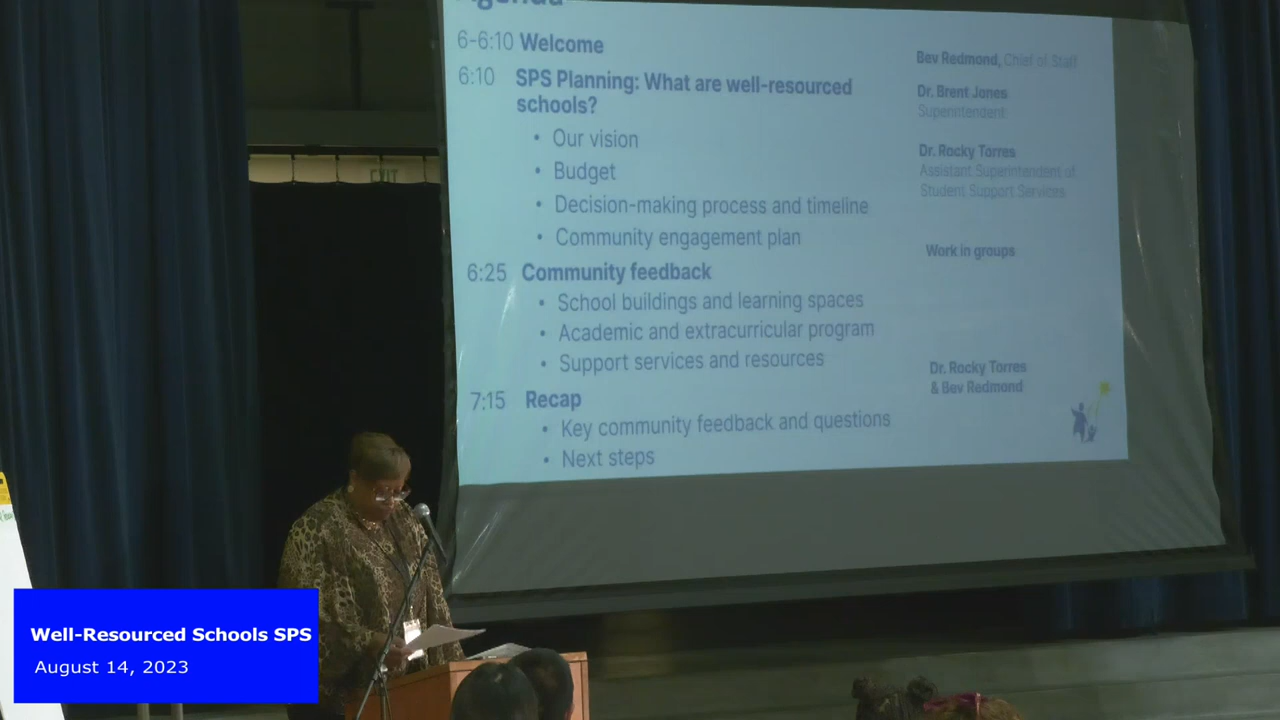 Agenda
6-6:10 Welcome
Bev Redmond, Chief of Staff
6:10 SPS Planning: What are well-resourced
schools?
Dr. Brent Jones
Superintendent
• Our vision
• Budget
• Decision-making process and timeline
• Community engagement plan
Dr. Rocky Torres
Assistant Superintendent of
Student Support Services
6:25 Community feedback
Work in groups
• School buildings and learning spaces
• Academic and extracurricular program
• Support services and resources
7:15 Recap
Dr. Rocky Torres
& Bev Redmond
• Key community feedback and questions
• Next steps
EXIT
Well-Resourced Schools SPS
August 14, 2023